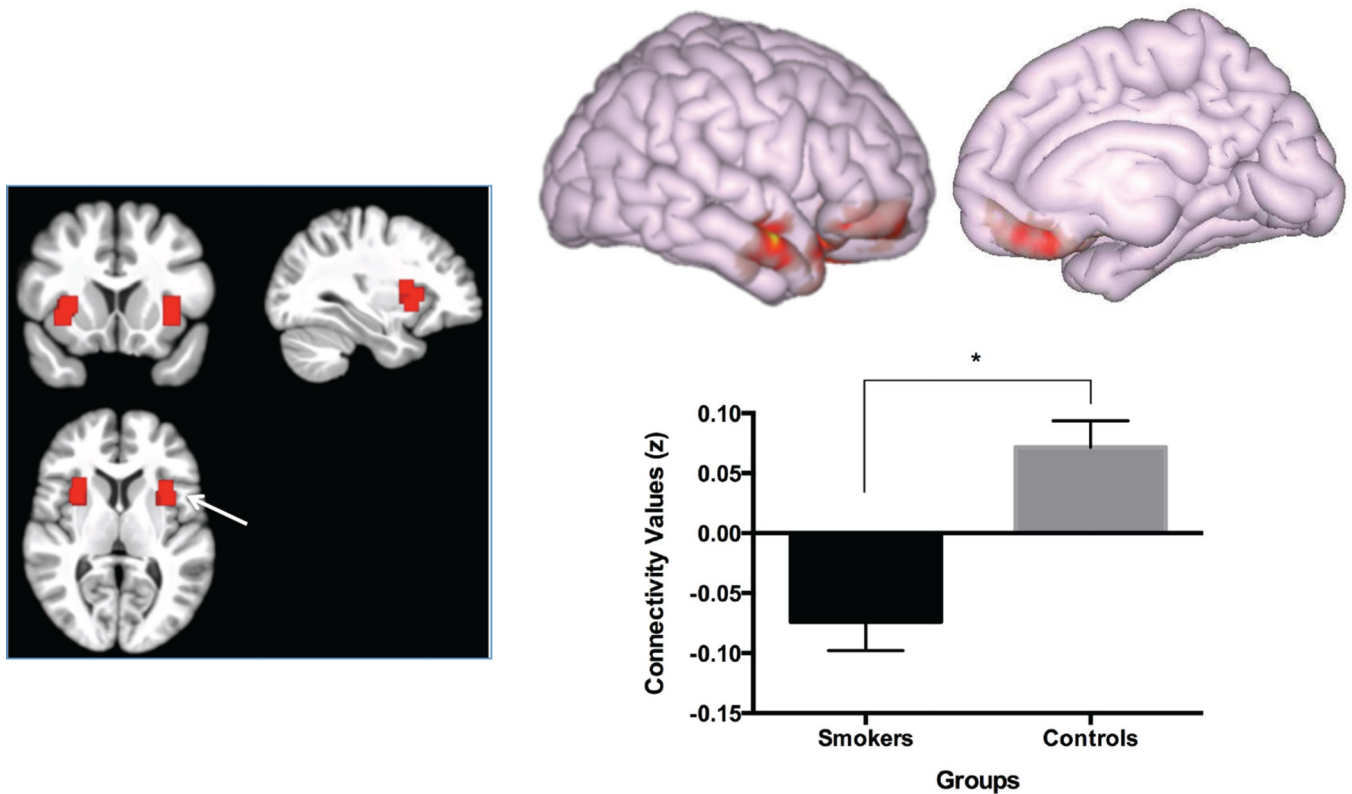 *
0.10
0.05
0.00
-0.05
-0.10
-0.15
Connectivity Values (z)
Smokers Controls
Groups